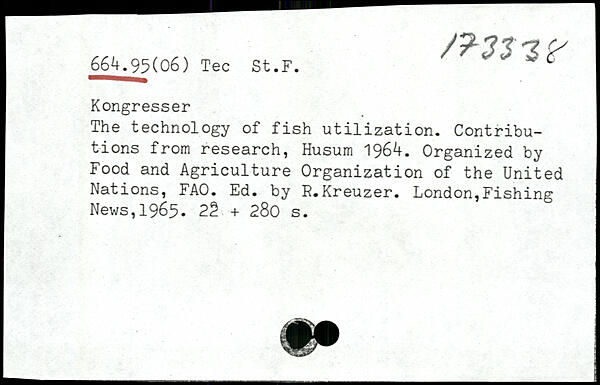 173338
664.95(06) Tec St.F.
Kongresser
The technology of fish utilization. Contribu-
tions from research, Husum 1964. Organized by
Food and Agriculture Organization of the United
Nations, FAO. Ed. by R.Kreuzer. London,Fishing
News,1965. 22 + 280 s.